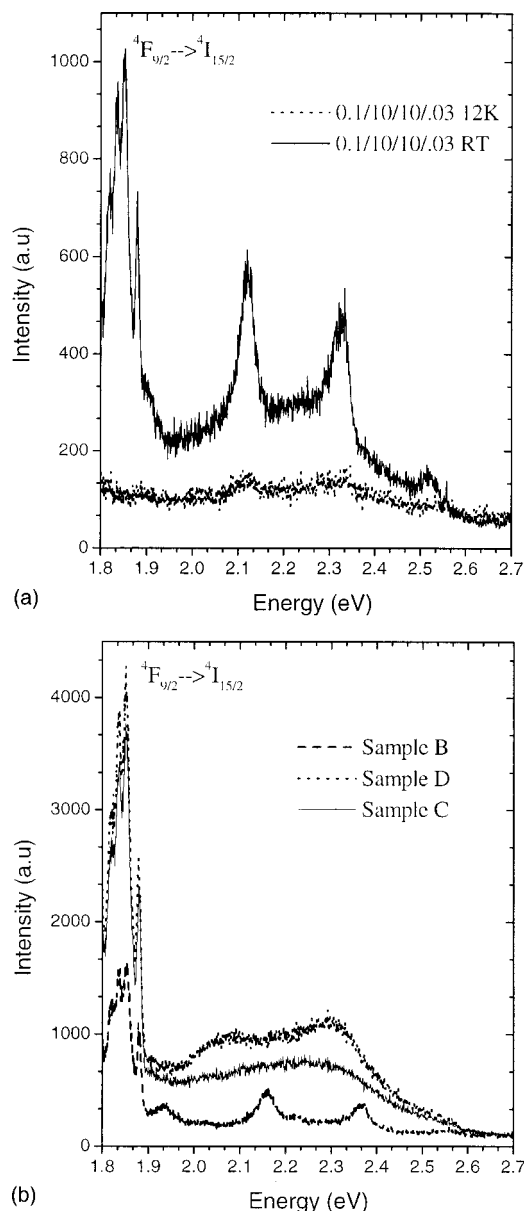 ⁴F₉/₂-->⁴I₁₅/₂
0.1/10/10/.03 12K
0.1/10/10/.03 RT
1000
800
600
400
200
0
Intensity (a.u)
1.8 1.9 2.0 2.1 2.2 2.3 2.4 2.5 2.6 2.7
Energy (eV)
(a)
⁴F₉/₂-->⁴I₁₅/₂
Sample B
Sample D
Sample C
4000
3000
2000
1000
0
Intensity (a.u)
1.8 1.9 2.0 2.1 2.2 2.3 2.4 2.5 2.6 2.7
Energy (eV)
(b)